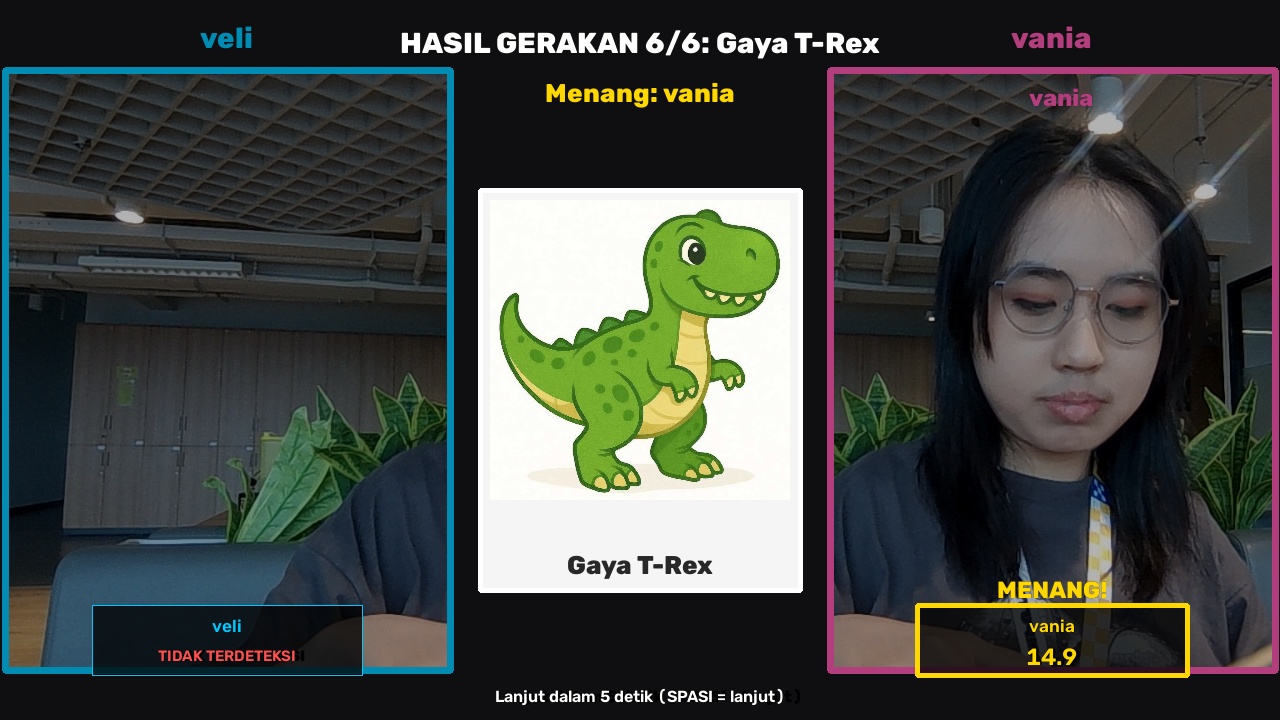 veli
HASIL GERAKAN 6/6: Gaya T-Rex
vania
Menang: vania
vania
Gaya T-Rex
MENANG!
veli
TIDAK TERDETEKSI
vania
14.9
Lanjut dalam 5 detik (SPASI = lanjut)